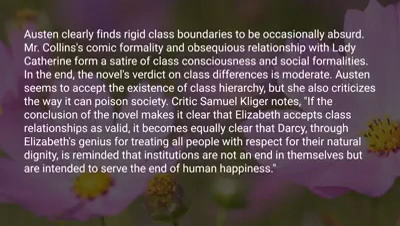 Austen clearly finds rigid class boundaries to be occasionally absurd.
Mr. Collins's comic formality and obsequious relationship with Lady
Catherine form a satire of class consciousness and social formalities.
In the end, the novel's verdict on class differences is moderate. Austen
seems to accept the existence of class hierarchy, but she also criticizes
the way it can poison society. Critic Samuel Kliger notes, "If the
conclusion of the novel makes it clear that Elizabeth accepts class
relationships as valid, it becomes equally clear that Darcy, through
Elizabeth's genius for treating all people with respect for their natural
dignity, is reminded that institutions are not an end in themselves but
are intended to serve the end of human happiness."